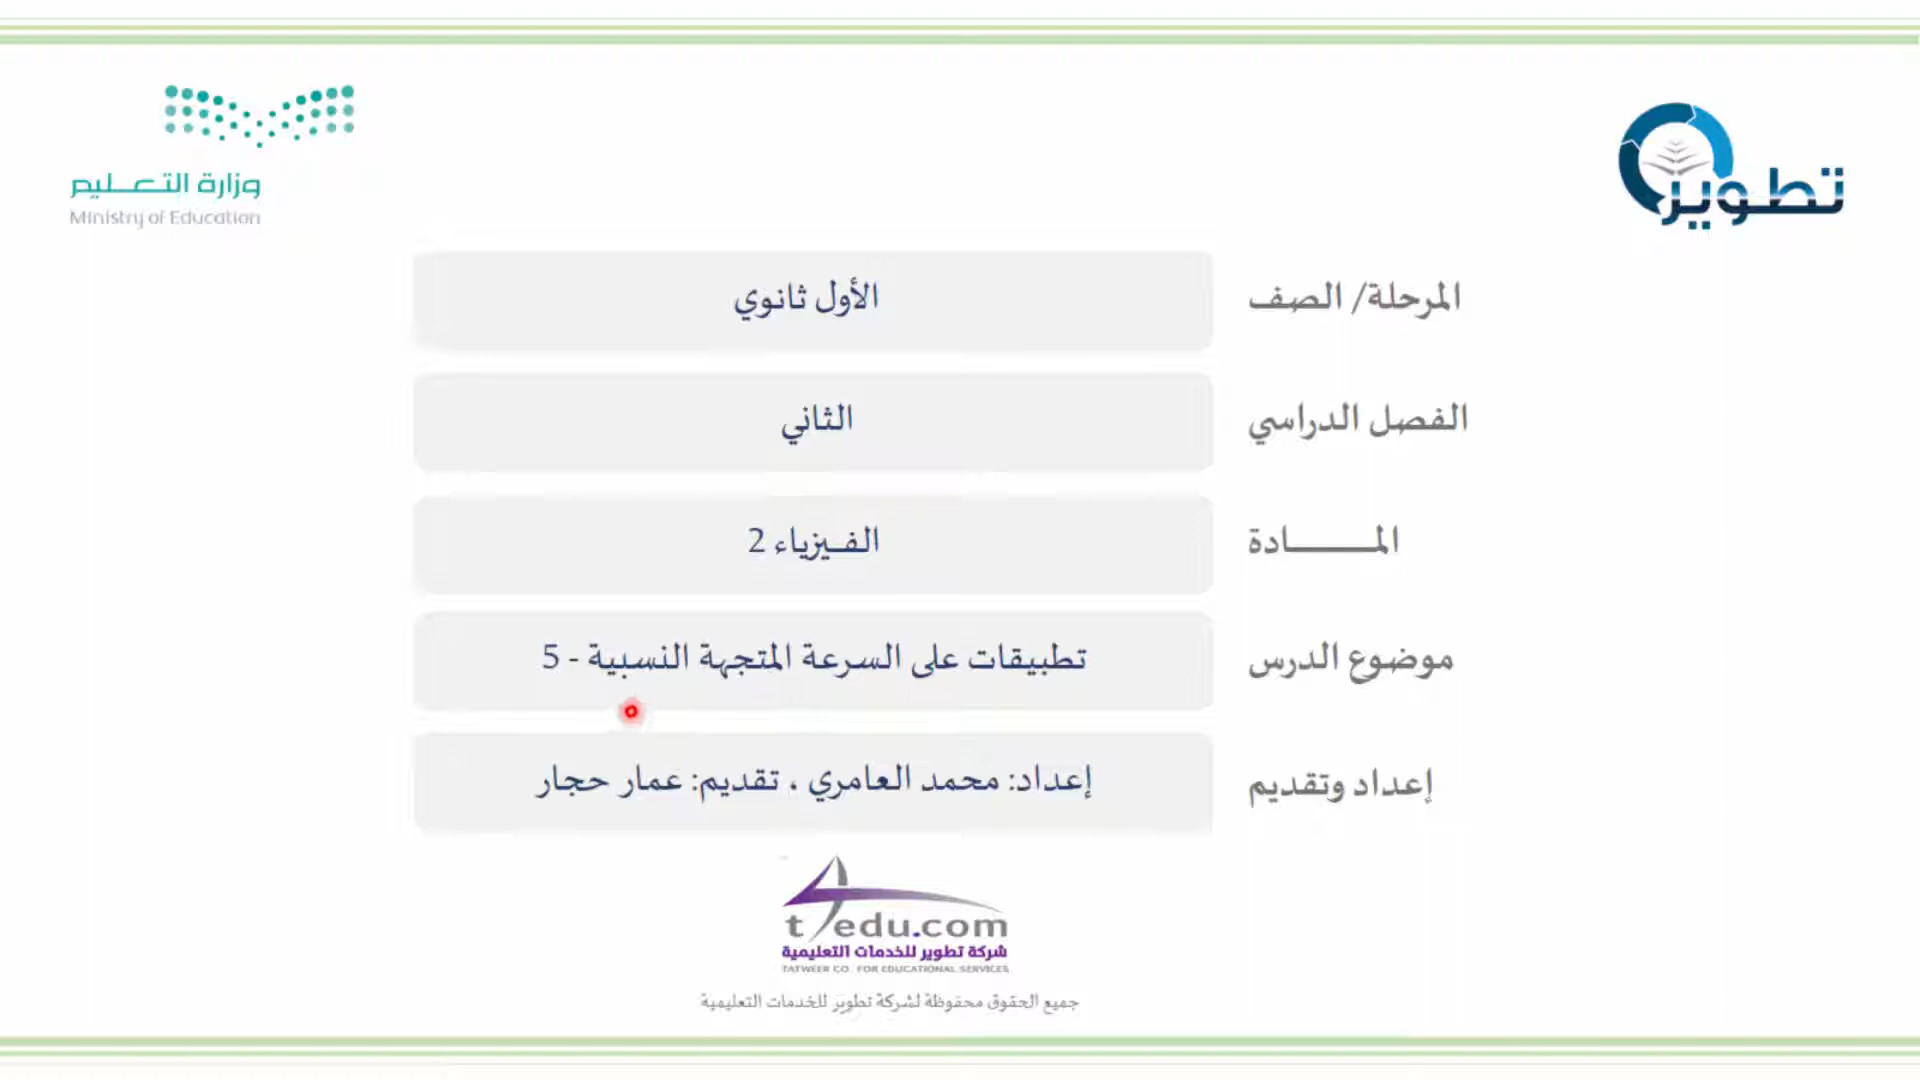 وزارة التعليم
Ministry of Education
تطوير
المرحلة/ الصف
الأول ثانوي
الفصل الدراسي
الثاني
المـــــادة
الفـيزياء 2
موضوع الدرس
تطبيقات على السرعة المتجهة النسبية - 5
إعداد وتقديم
إعداد: محمد العامري ، تقديم: عمار حجار
t4edu.com
شركة تطوير للخدمات التعليمية
TATWEER CO. FOR EDUCATIONAL SERVICES
جميع الحقوق محفوظة لشركة تطوير للخدمات التعليمية